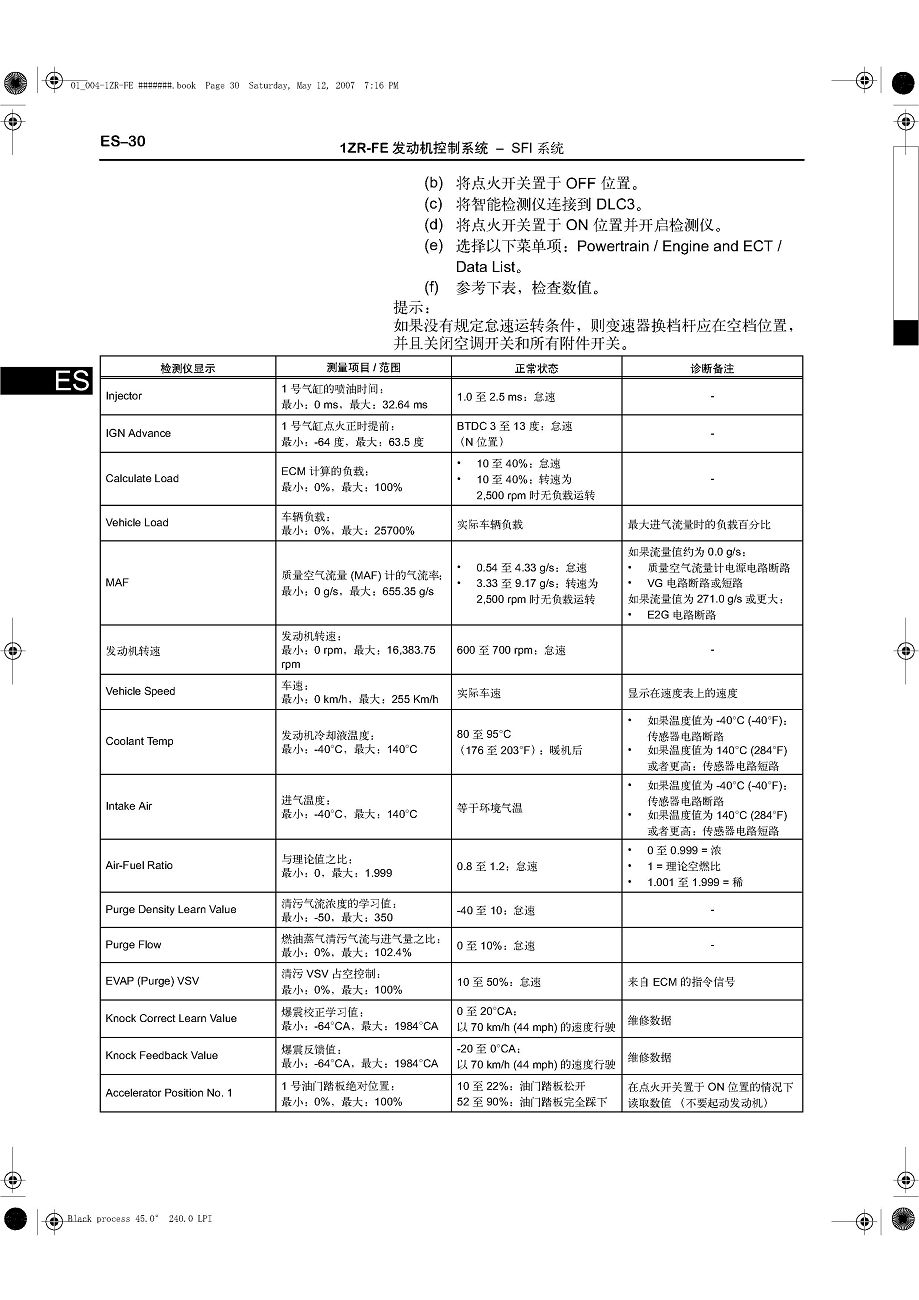 01_004-1ZR-FE #######.book Page 30 Saturday, May 12, 2007 7:16 PM
ES–30
1ZR-FE 发动机控制系统 – SFI 系统
(b) 将点火开关置于 OFF 位置。
(c) 将智能检测仪连接到 DLC3。
(d) 将点火开关置于 ON 位置并开启检测仪。
(e) 选择以下菜单项：Powertrain / Engine and ECT /
Data List。
(f) 参考下表，检查数值。
提示：
如果没有规定怠速运转条件，则变速器换档杆应在空档位置，
并且关闭空调开关和所有附件开关。
ES
检测仪显示 测量项目 / 范围 正常状态 诊断备注
Injector
1 号气缸的喷油时间：
最小：0 ms，最大：32.64 ms
1.0 至 2.5 ms：怠速
-
IGN Advance
1 号气缸点火正时提前：
最小：-64 度，最大：63.5 度
BTDC 3 至 13 度：怠速
（N 位置）
-
Calculate Load
ECM 计算的负载：
最小：0%，最大：100%
• 10 至 40%：怠速
• 10 至 40%：转速为
2,500 rpm 时无负载运转
-
Vehicle Load
车辆负载：
最小：0%，最大：25700%
实际车辆负载
最大进气流量时的负载百分比
MAF
质量空气流量 (MAF) 计的气流率：
最小：0 g/s，最大：655.35 g/s
• 0.54 至 4.33 g/s：怠速
• 3.33 至 9.17 g/s：转速为
2,500 rpm 时无负载运转
如果流量值约为 0.0 g/s：
• 质量空气流量计电源电路断路
• VG 电路断路或短路
如果流量值为 271.0 g/s 或更大：
• E2G 电路断路
发动机转速
发动机转速：
最小：0 rpm，最大：16,383.75
rpm
600 至 700 rpm：怠速
-
Vehicle Speed
车速：
最小：0 km/h，最大：255 Km/h
实际车速
显示在速度表上的速度
Coolant Temp
发动机冷却液温度：
最小：-40°C，最大：140°C
80 至 95°C
（176 至 203°F）：暖机后
• 如果温度值为 -40°C (-40°F)：
传感器电路断路
• 如果温度值为 140°C (284°F)
或者更高：传感器电路短路
Intake Air
进气温度：
最小：-40°C，最大：140°C
等于环境气温
• 如果温度值为 -40°C (-40°F)：
传感器电路断路
• 如果温度值为 140°C (284°F)
或者更高：传感器电路短路
Air-Fuel Ratio
与理论值之比：
最小：0，最大：1.999
0.8 至 1.2：怠速
• 0 至 0.999 = 浓
• 1 = 理论空燃比
• 1.001 至 1.999 = 稀
Purge Density Learn Value
清污气流浓度的学习值：
最小：-50，最大：350
-40 至 10：怠速
-
Purge Flow
燃油蒸气清污气流与进气量之比：
最小：0%，最大：102.4%
0 至 10%：怠速
-
EVAP (Purge) VSV
清污 VSV 占空控制：
最小：0%，最大：100%
10 至 50%：怠速
来自 ECM 的指令信号
Knock Correct Learn Value
爆震校正学习值：
最小：-64°CA，最大：1984°CA
0 至 20°CA：
以 70 km/h (44 mph) 的速度行驶
维修数据
Knock Feedback Value
爆震反馈值：
最小：-64°CA，最大：1984°CA
-20 至 0°CA：
以 70 km/h (44 mph) 的速度行驶
维修数据
Accelerator Position No. 1
1 号油门踏板绝对位置：
最小：0%，最大：100%
10 至 22%：油门踏板松开
52 至 90%：油门踏板完全踩下
在点火开关置于 ON 位置的情况下
读取数值 （不要起动发动机）
Black process 45.0° 240.0 LPI